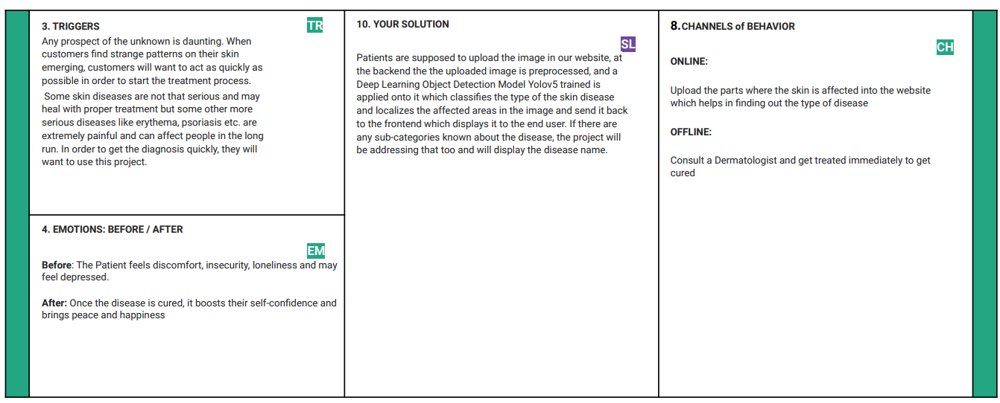 3. TRIGGERS
TR
Any prospect of the unknown is daunting. When
customers find strange patterns on their skin
emerging, customers will want to act as quickly as
possible in order to start the treatment process.
Some skin diseases are not that serious and may
heal with proper treatment but some other more
serious diseases like erythema, psoriasis etc. are
extremely painful and can affect people in the long
run. In order to get the diagnosis quickly, they will
want to use this project.
4. EMOTIONS: BEFORE / AFTER
EM
Before: The Patient feels discomfort, insecurity, loneliness and may
feel depressed.
After: Once the disease is cured, it boosts their self-confidence and
brings peace and happiness
10. YOUR SOLUTION
SL
Patients are supposed to upload the image in our website, at
the backend the the uploaded image is preprocessed, and a
Deep Learning Object Detection Model Yolov5 trained is
applied onto it which classifies the type of the skin disease
and localizes the affected areas in the image and send it back
to the frontend which displays it to the end user. If there are
any sub-categories known about the disease, the project will
be addressing that too and will display the disease name.
8.CHANNELS of BEHAVIOR
CH
ONLINE:
Upload the parts where the skin is affected into the website
which helps in finding out the type of disease
OFFLINE:
Consult a Dermatologist and get treated immediately to get
cured